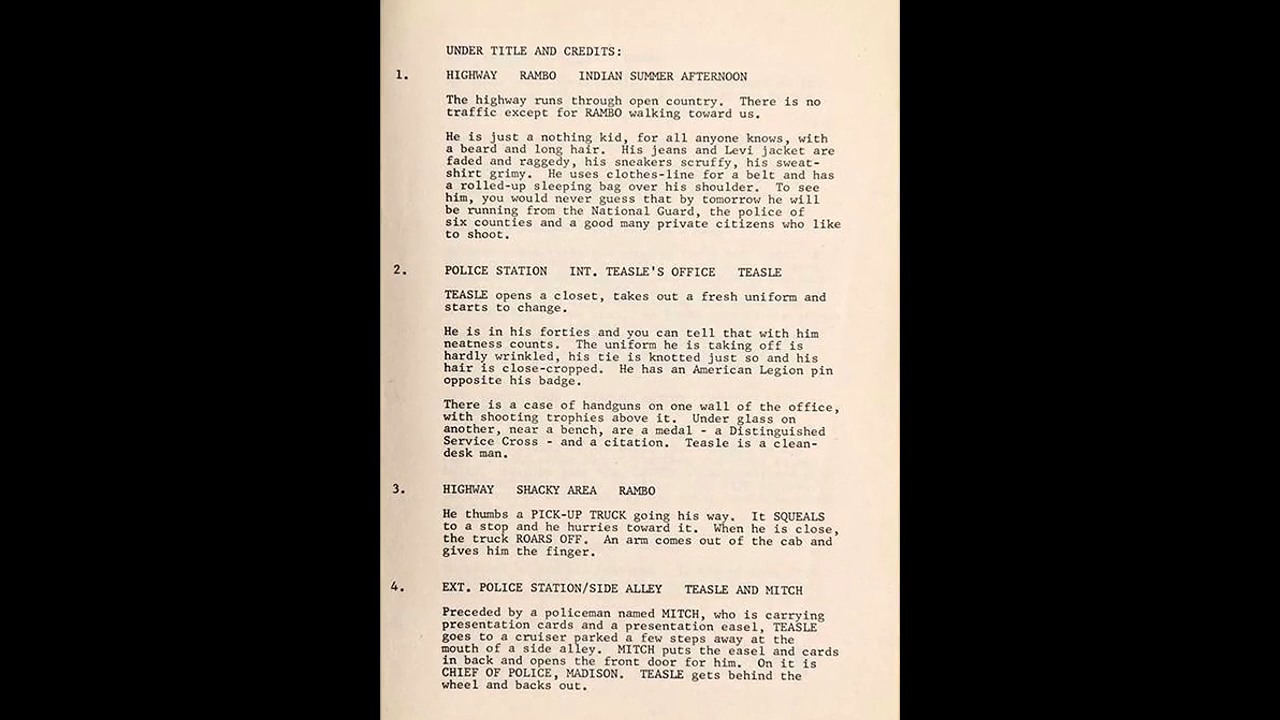 UNDER TITLE AND CREDITS:
1. HIGHWAY RAMBO INDIAN SUMMER AFTERNOON
The highway runs through open country. There is no
traffic except for RAMBO walking toward us.
He is just a nothing kid, for all anyone knows, with
a beard and long hair. His jeans and Levi jacket are
faded and raggedy, his sneakers scruffy, his sweat-
shirt grimy. He uses clothes-line for a belt and has
a rolled-up sleeping bag over his shoulder. To see
him, you would never guess that by tomorrow he will
be running from the National Guard, the police of
six counties and a good many private citizens who like
to shoot.
2. POLICE STATION INT. TEASLE'S OFFICE TEASLE
TEASLE opens a closet, takes out a fresh uniform and
starts to change.
He is in his forties and you can tell that with him
neatness counts. The uniform he is taking off is
hardly wrinkled, his tie is knotted just so and his
hair is close-cropped. He has an American Legion pin
opposite his badge.
There is a case of handguns on one wall of the office,
with shooting trophies above it. Under glass on
another, near a bench, are a medal - a Distinguished
Service Cross - and a citation. Teasle is a clean-
desk man.
3. HIGHWAY SHACKY AREA RAMBO
He thumbs a PICK-UP TRUCK going his way. It SQUEALS
to a stop and he hurries toward it. When he is close,
the truck ROARS OFF. An arm comes out of the cab and
gives him the finger.
4. EXT. POLICE STATION/SIDE ALLEY TEASLE AND MITCH
Preceded by a policeman named MITCH, who is carrying
presentation cards and a presentation easel, TEASLE
goes to a cruiser parked a few steps away at the
mouth of a side alley. MITCH puts the easel and cards
in back and opens the front door for him. On it is
CHIEF OF POLICE, MADISON. TEASLE gets behind the
wheel and backs out.